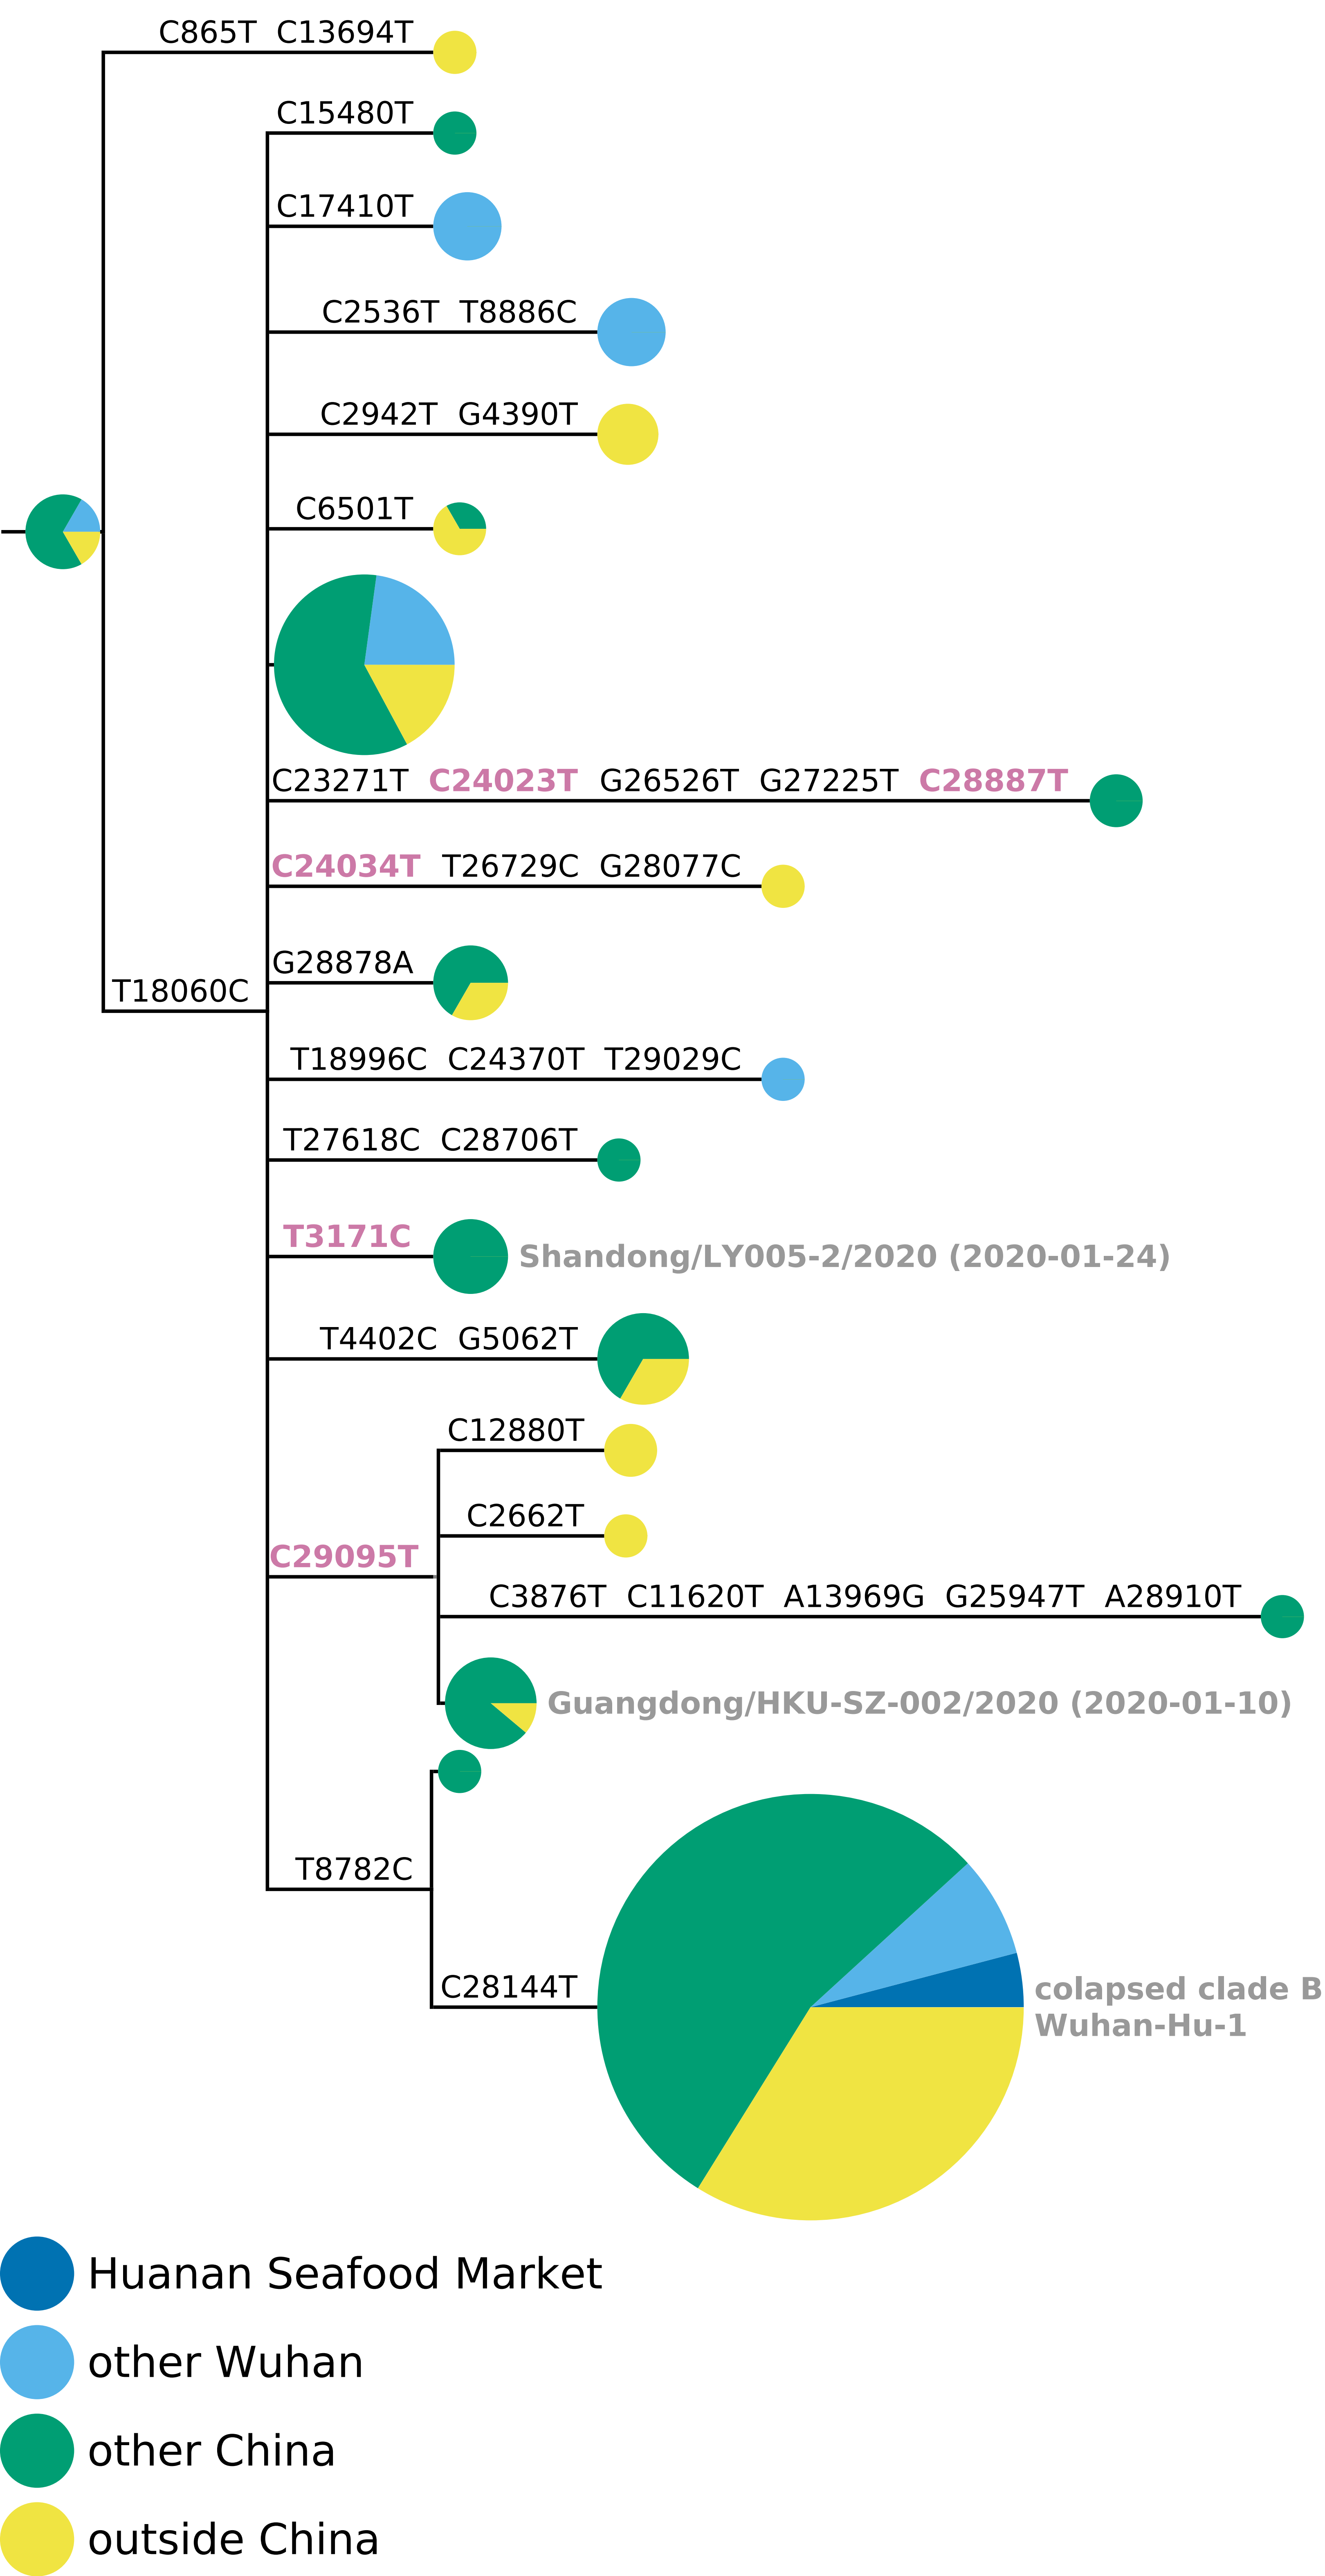 C865T C13694T
C15480T
C17410T
C2536T T8886C
C2942T G4390T
C6501T
C23271T C24023T G26526T G27225T C28887T
C24034T T26729C G28077C
G28878A
T18060C
T18996C C24370T T29029C
T27618C C28706T
T3171C
Shandong/LY005-2/2020 (2020-01-24)
T4402C G5062T
C12880T
C2662T
C29095T
C3876T C11620T A13969G G25947T A28910T
Guangdong/HKU-SZ-002/2020 (2020-01-10)
T8782C
C28144T
colapsed clade B
Wuhan-Hu-1
Huanan Seafood Market
other Wuhan
other China
outside China